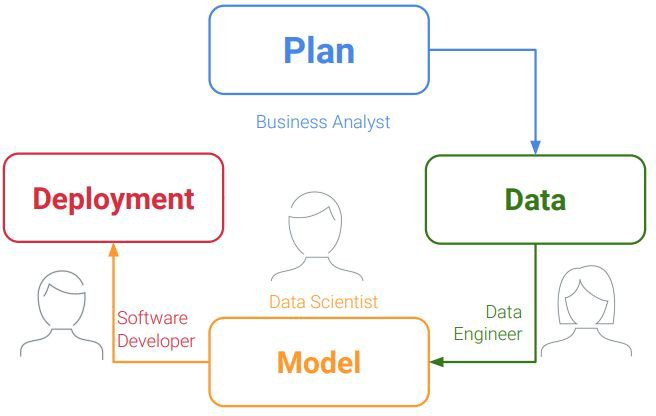 Plan
Business Analyst
Deployment
Data
Data Scientist
Software
Developer
Data
Engineer
Model